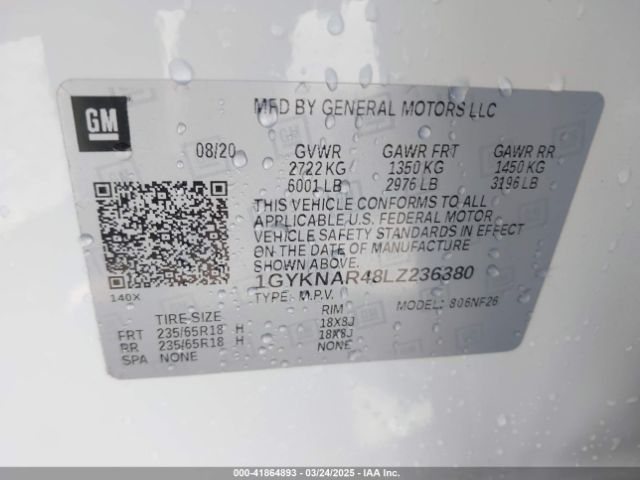 GM
MFD BY GENERAL MOTORS LLC
08/20 GVWR GAWR FRT GAWR RR
2722 KG 1350 KG 1450 KG
6001 LB 2976 LB 3196 LB
THIS VEHICLE CONFORMS TO ALL
APPLICABLE U.S. FEDERAL MOTOR
VEHICLE SAFETY STANDARDS IN EFFECT
ON THE DATE OF MANUFACTURE
SHOWN ABOVE.
1GYKNAR48LZ236380
140X TYPE: M.P.V. MODEL: 806NF26
TIRE SIZE RIM
FRT 235/65R18 H 18X8J
RR 235/65R18 H 18X8J
SPA NONE NONE
000-41864893 — 03/24/2025 — IAAI.COM